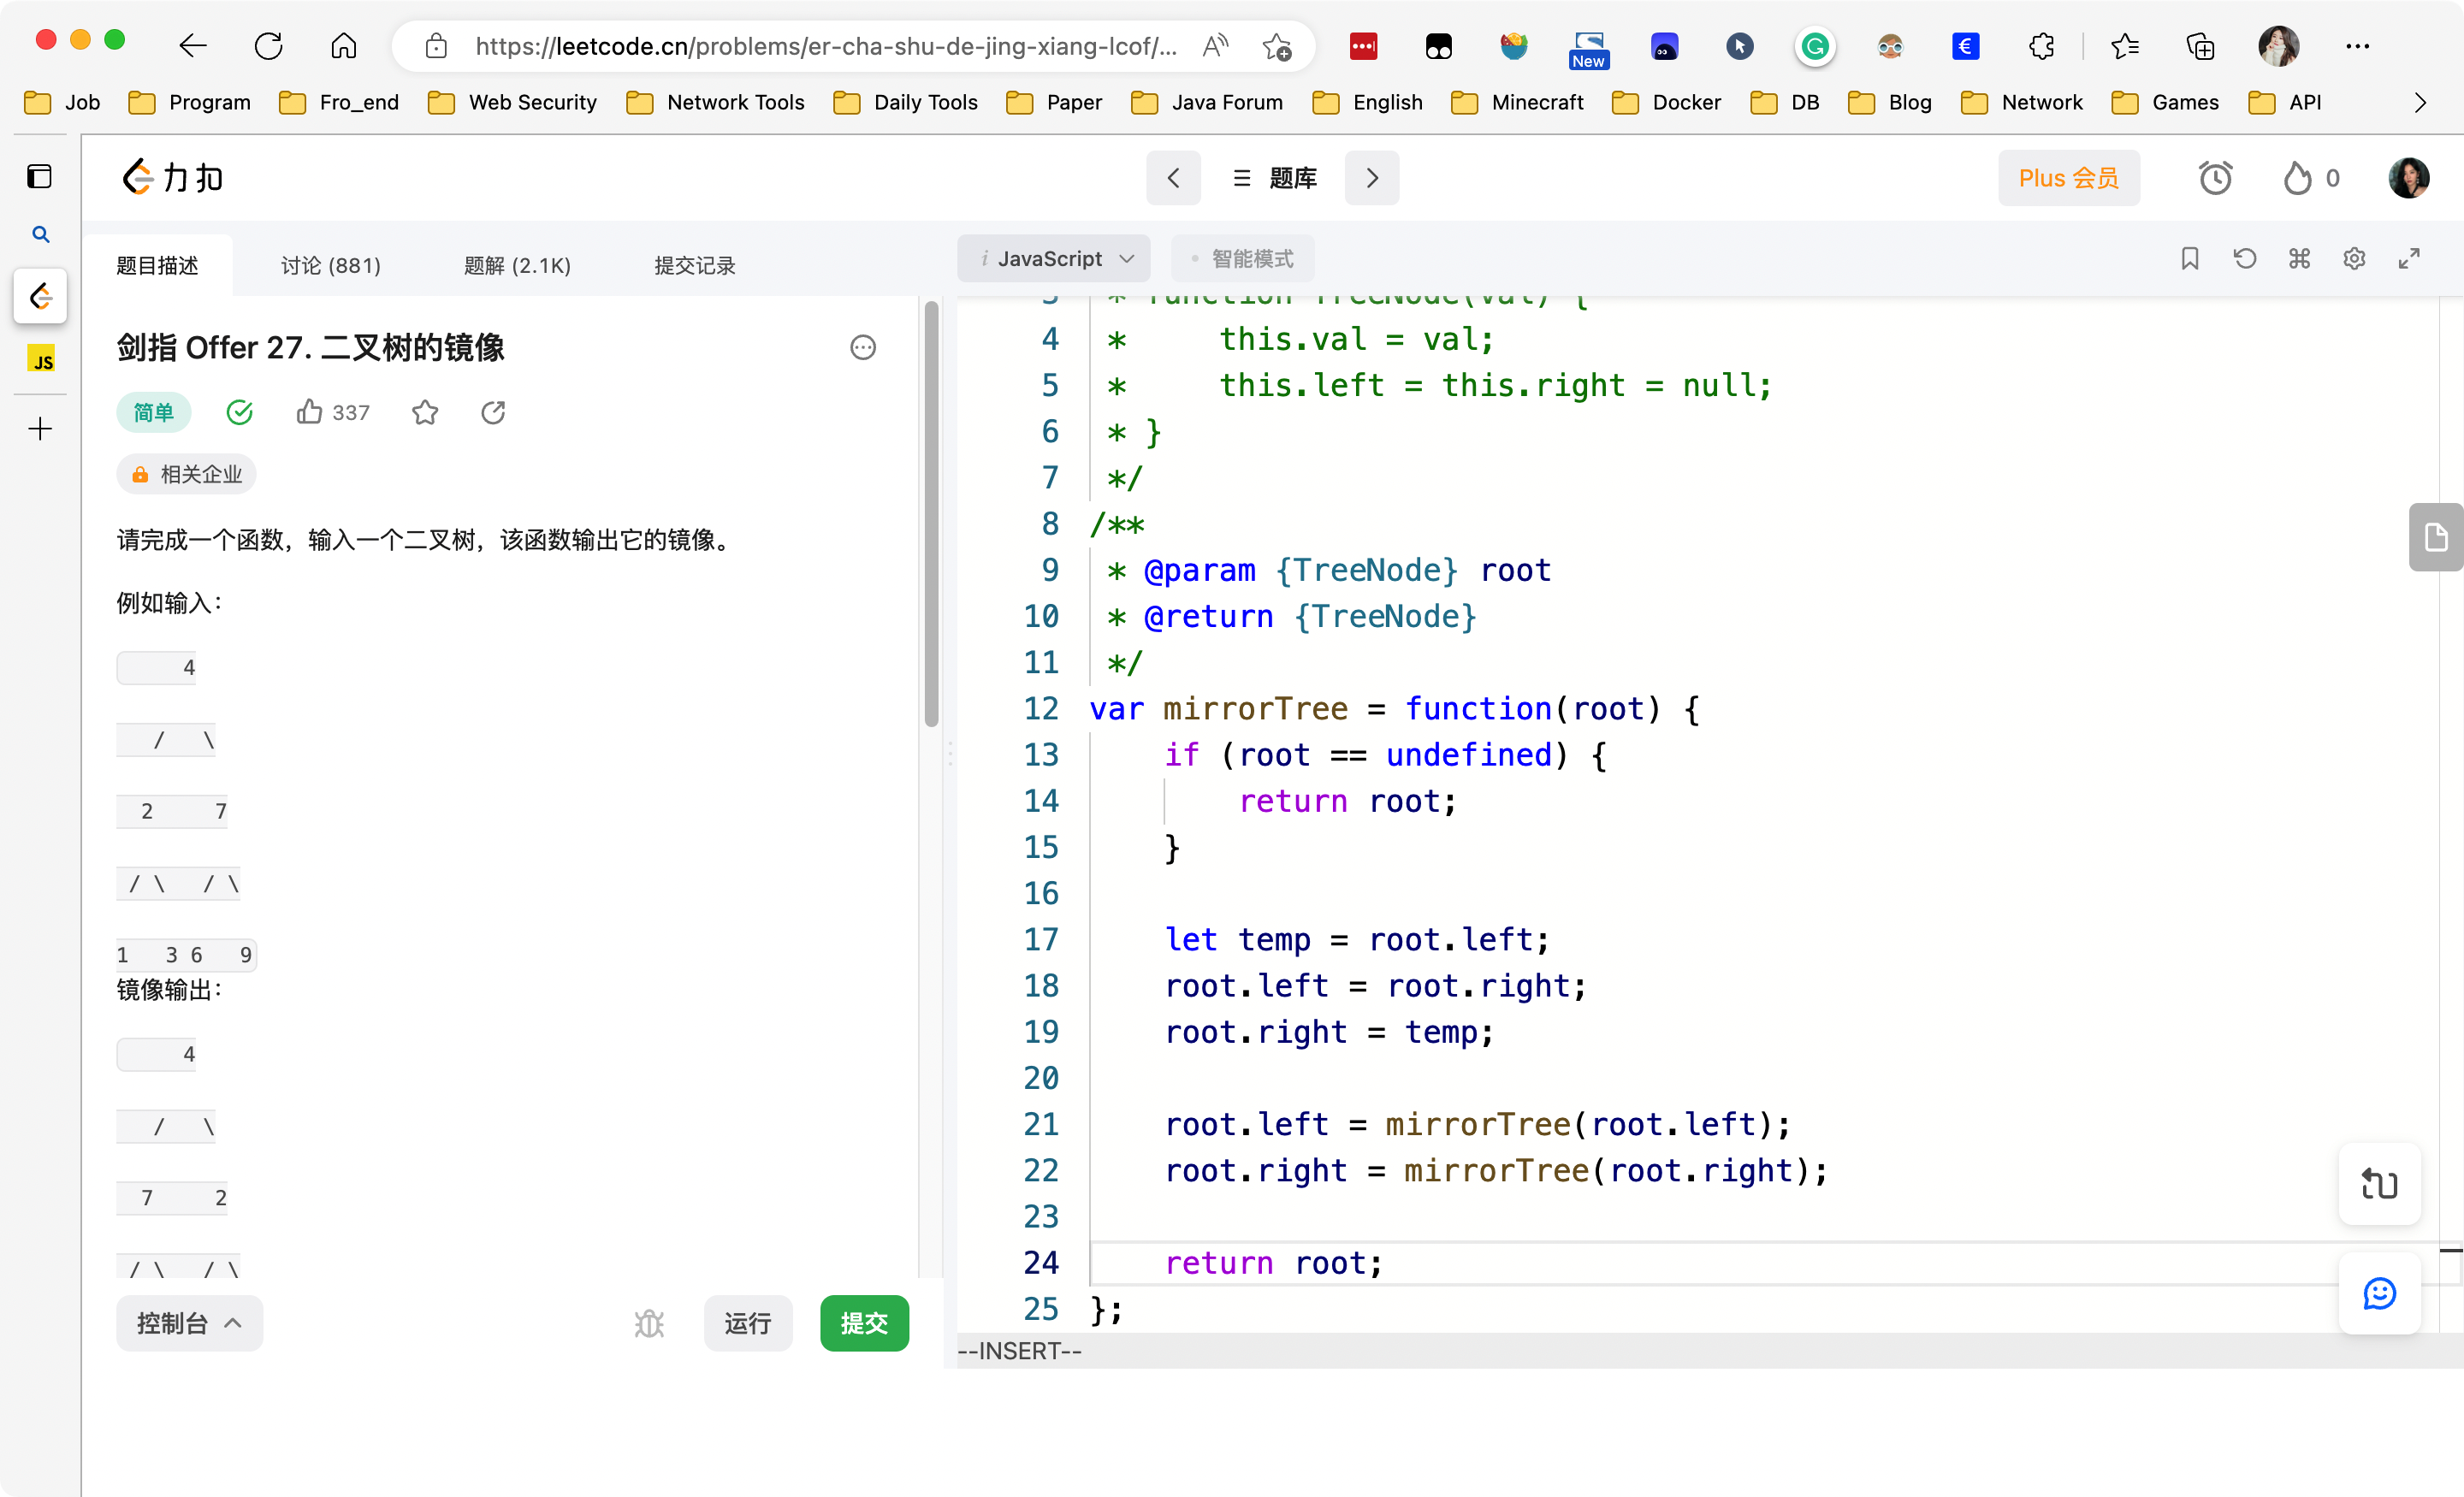 https://leetcode.cn/problems/er-cha-shu-de-jing-xiang-lcof/...
New
Job Program Fro_end Web Security Network Tools Daily Tools Paper Java Forum English Minecraft Docker DB Blog Network Games API
力扣
题库
Plus 会员
0
JS
题目描述 讨论 (881) 题解 (2.1K) 提交记录
剑指 Offer 27. 二叉树的镜像
简单 337
相关企业
请完成一个函数，输入一个二叉树，该函数输出它的镜像。
例如输入：
     4
   /   \
  2     7
 / \   / \
1   3 6   9
镜像输出：
     4
   /   \
  7     2
 / \   / \
控制台 运行 提交
i JavaScript 智能模式
3  * function TreeNode(val) {
4  *     this.val = val;
5  *     this.left = this.right = null;
6  * }
7  */
8 /**
9  * @param {TreeNode} root
10  * @return {TreeNode}
11  */
12 var mirrorTree = function(root) {
13     if (root == undefined) {
14         return root;
15     }
16
17     let temp = root.left;
18     root.left = root.right;
19     root.right = temp;
20
21     root.left = mirrorTree(root.left);
22     root.right = mirrorTree(root.right);
23
24     return root;
25 };
--INSERT--